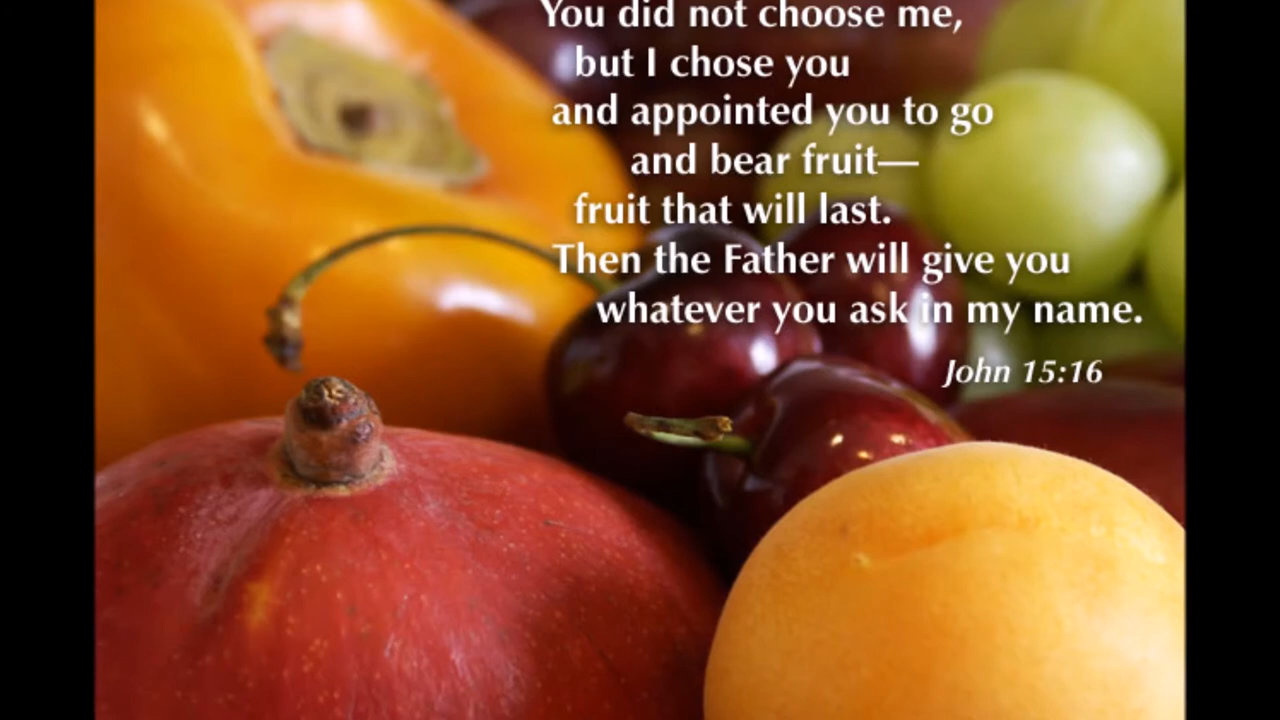 You did not choose me,
but I chose you
and appointed you to go
and bear fruit—
fruit that will last.
Then the Father will give you
whatever you ask in my name.
John 15:16